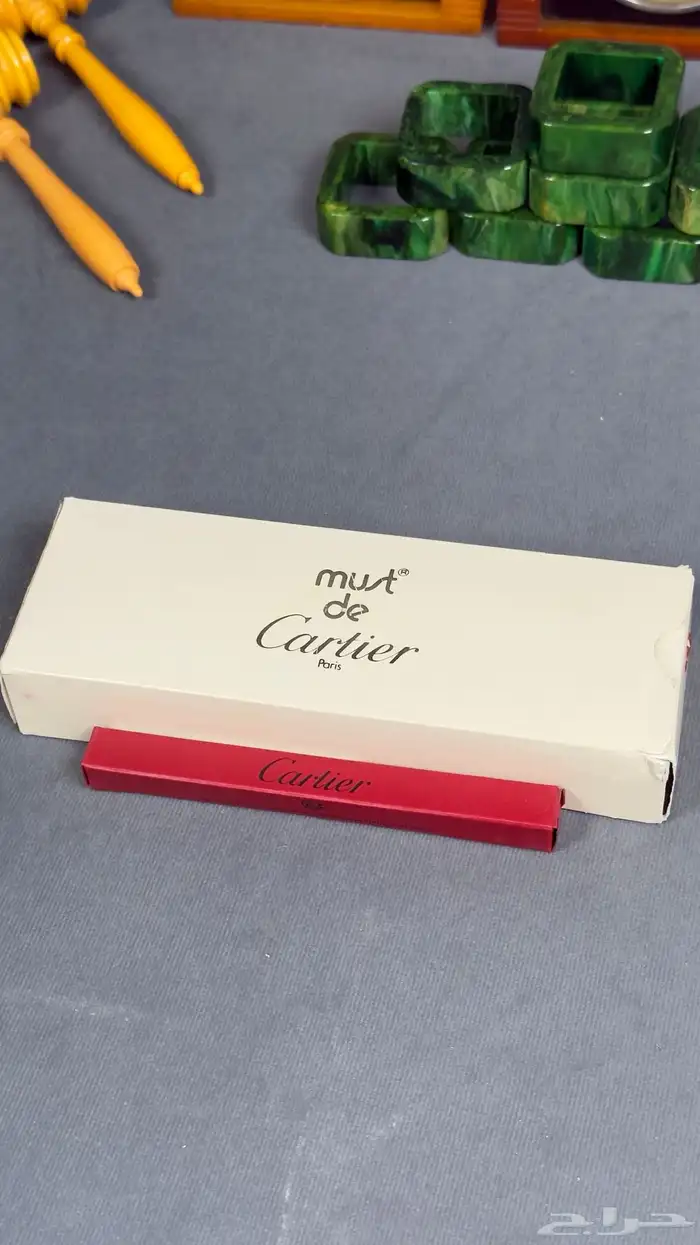 must®
de
Cartier
Paris
Cartier
حراج